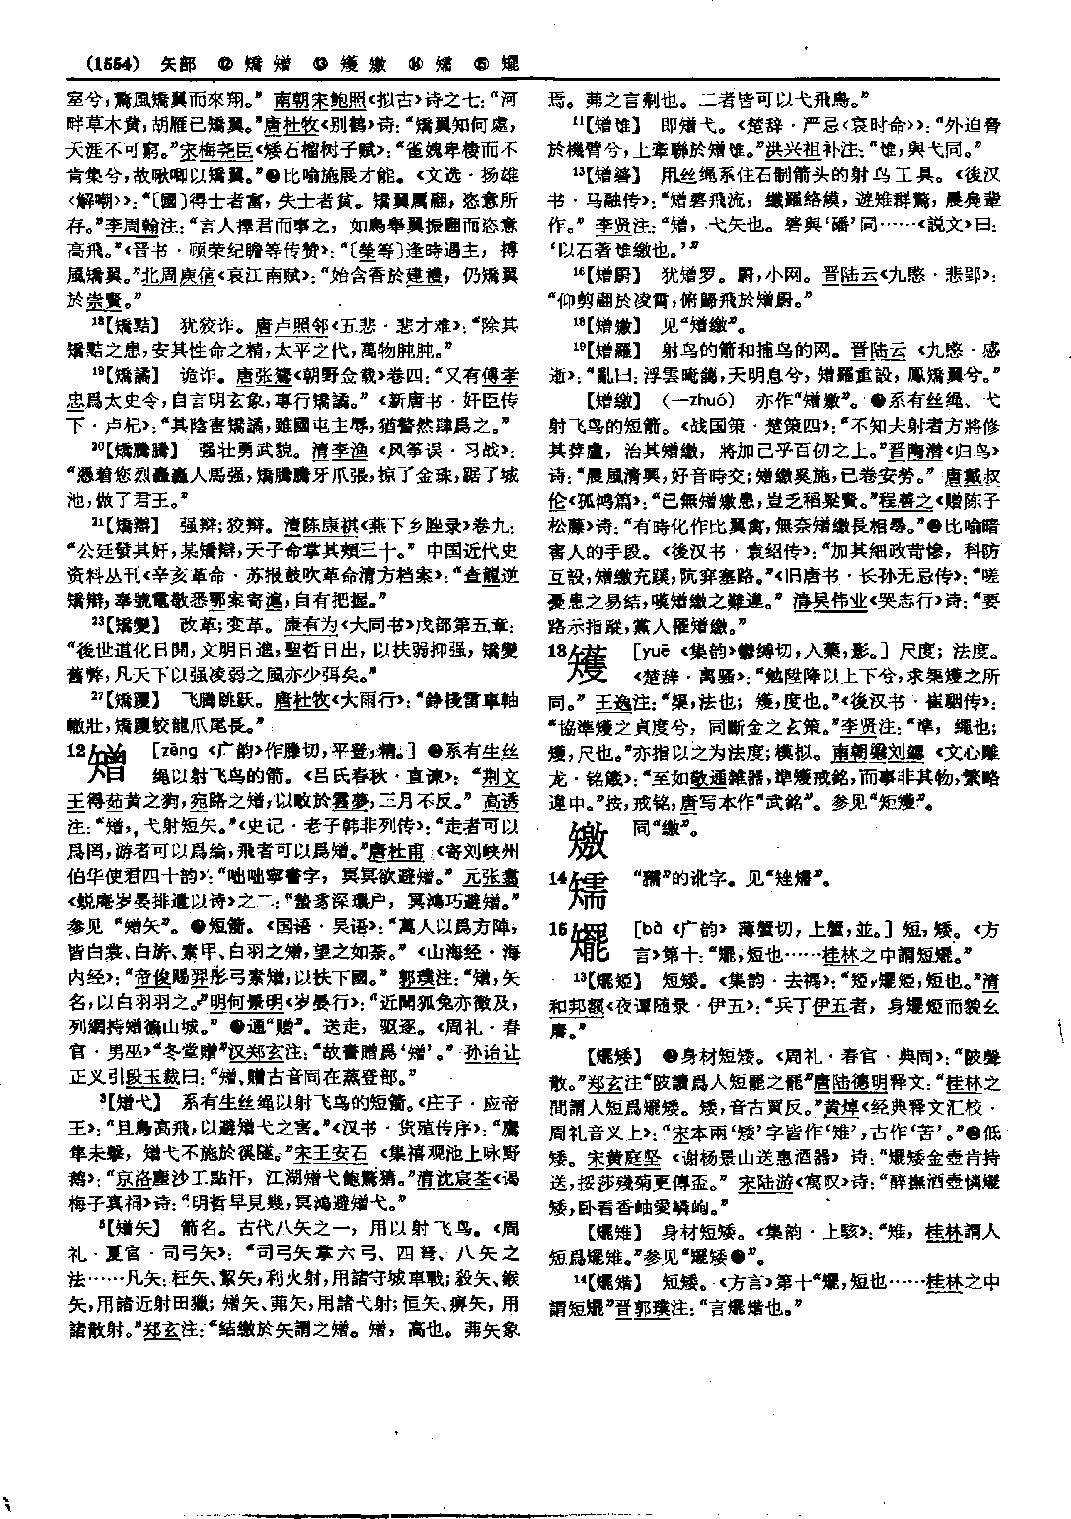 (1554) 矢部 ⑫ 矯 矰 ⑬ 矱 矰 ⑭ 𥐁 ⑮ 矲
室兮，驚風矯翼而來翔。” 南朝宋鲍照《拟古》诗之七：“河
畔草木黄，胡雁已矯翼。”唐杜牧《别鹤》诗：“矯翼知何處，
天涯不可窮。”宋梅尧臣《矮石榴树子赋》：“雀媿卑棲而不
肯集兮，故啾唧以矯翼。”❷比喻施展才能。《文选·扬雄
《解嘲》》：“〔國〕得士者富，失士者貧。矯翼厲翮，恣意所
存。”李周翰注：“言人擇君而事之，如鳥舉翼振翮而恣意
高飛。”《晋书·顾荣纪瞻等传赞》：“〔榮等〕逢時遇主，摶
風矯翼。”北周庾信《哀江南赋》：“始含香於建禮，仍矯翼
於崇賢。”
18【矯黠】 犹狡诈。唐卢照邻《五悲·悲才难》：“除其
矯黠之患，安其性命之精，太平之代，萬物肫肫。”
19【矯譎】 诡诈。唐张鷟《朝野佥载》卷四：“又有傅孝
忠爲太史令，自言明玄象，專行矯譎。”《新唐书·奸臣传
下·卢杞》：“其陰害矯譎，雖國屯主辱，猶謷然肆爲之。”
20【矯騰騰】 强壮勇武貌。清李渔《风筝误·习战》：
“憑着您烈轟轟人馬强，矯騰騰牙爪張，掠了金珠，踞了城
池，做了君王。”
21【矯辯】 强辩；狡辩。清陈康祺《燕下乡脞录》卷九：
“公廷發其奸，某矯辯，天子命掌其頰三十。” 中国近代史
资料丛刊《辛亥革命·苏报鼓吹革命清方档案》：“查龍逆
矯辯，奉號電敬悉鄂案寄滬，自有把握。”
23【矯變】 改革；变革。康有为《大同书》戊部第五章：
“後世道化日開，文明日進，聖哲日出，以扶弱抑强，矯變
舊弊，凡天下以强凌弱之風亦少弭矣。”
27【矯躩】 飞腾跳跃。唐杜牧《大雨行》：“錚棧雷車軸
轍壯，矯躩蛟龍爪尾長。”
12矰 ［zēng 《广韵》作滕切，平登，精。］ ❶系有生丝
绳以射飞鸟的箭。《吕氏春秋·直谏》：“荆文
王得茹黄之狗，宛路之矰，以畋於雲夢，三月不反。” 高诱
注：“矰，弋射短矢。”《史记·老子韩非列传》：“走者可以
爲罔，游者可以爲綸，飛者可以爲矰。”唐杜甫《寄刘峡州
伯华使君四十韵》：“咄咄寧書字，冥冥欲避矰。” 元张翥
《蜕庵岁晏排遣以诗》之二：“蟄蟲深墐户，冥鴻巧避矰。”
参见 “矰矢”。❷短箭。《国语·吴语》：“萬人以爲方陣，
皆白裳、白旂、素甲、白羽之矰，望之如荼。” 《山海经·海
内经》：“帝俊賜羿彤弓素矰，以扶下國。” 郭璞注：“矰，矢
名，以白羽羽之。”明何景明《岁晏行》：“近聞狐兔亦徵及，
列網持矰徧山城。” ❸通“赠”。送走，驱逐。《周礼·春
官·男巫》“冬堂贈”汉郑玄注：“故書贈爲‘矰’。” 孙诒让
正义引段玉裁曰：“矰、贈古音同在蒸登部。”
3【矰弋】 系有生丝绳以射飞鸟的短箭。《庄子·应帝
王》：“且鳥高飛，以避矰弋之害。”《汉书·货殖传序》：“鷹
隼未擊，矰弋不施於徯隧。”宋王安石 《集禧观池上咏野
鹅》：“京洛塵沙工點汙，江湖矰弋飽驚猜。”清沈宸荃《谒
梅子真祠》诗：“明哲早見幾，冥鴻避矰弋。”
5【矰矢】 箭名。古代八矢之一，用以射飞鸟。《周
礼·夏官·司弓矢》：“司弓矢掌六弓、四弩、八矢之
法……凡矢：枉矢、絜矢，利火射，用諸守城車戰；殺矢、鍭
矢，用諸近射田獵；矰矢、茀矢，用諸弋射；恒矢、痹矢，用
諸散射。”郑玄注：“結繳於矢謂之矰。矰，高也。茀矢象
焉。茀之言刜也。二者皆可以弋飛鳥。”
11【矰隿】 即矰弋。《楚辞·严忌〈哀时命〉》：“外迫脅
於機臂兮，上牽聯於矰隿。”洪兴祖补注：“隿，與弋同。”
13【矰碆】 用丝绳系住石制箭头的射鸟工具。《後汉
书·马融传》：“矰碆飛流，纖羅絡縸，遊雉群驚，晨鳧輩
作。” 李贤注：“矰，弋矢也。碆與‘磻’同……《説文》曰：
‘以石著隿繳也。’”
16【矰罻】 犹矰罗。罻，小网。晋陆云《九愍·悲郢》：
“仰剪翮於凌霄，俯歸飛於矰罻。”
18【矰㬭】 见“矰缴”。
19【矰羅】 射鸟的箭和捕鸟的网。晋陆云 《九愍·感
逝》：“亂曰：浮雲晻藹，天明息兮，矰羅重設，鳳矯翼兮。”
【矰缴】 （—zhuó） 亦作“矰㬭”。❶系有丝绳、弋
射飞鸟的短箭。《战国策·楚策四》：“不知夫射者方將修
其莽盧，治其矰繳，將加己乎百仞之上。”晋陶潜《归鸟》
诗：“晨風清興，好音時交；矰繳奚施，已卷安勞。” 唐戴叔
伦《孤鸿篇》：“已無矰繳患，豈乏稻粱資。”程善之《赠陈子
松藤》诗：“有時化作比翼禽，無奈矰繳長相尋。”❷比喻暗
害人的手段。《後汉书·袁绍传》：“加其細政苛慘，科防
互設，矰繳充蹊，阬穽塞路。”《旧唐书·长孙无忌传》：“嗟
憂患之易結，嘆矰繳之難違。” 清吴伟业《哭志衍》诗：“要
路示指蹤，黨人罹矰繳。”
13矱 ［yuē 《集韵》鬱缚切，入藥，影。］ 尺度；法度。
《楚辞·离骚》：“勉陞降以上下兮，求榘矱之所
同。” 王逸注：“榘，法也；矱，度也。”《後汉书·崔駰传》：
“協準矱之貞度兮，同斷金之玄策。”李贤注：“準，繩也；
矱，尺也。”亦指以之为法度；模拟。南朝梁刘勰 《文心雕
龙·铭箴》：“至如敬通雜器，準矱戒銘，而事非其物，繁略
違中。”按，戒銘，唐写本作“武銘”。参见“矩矱”。
同“缴”。
14 “獳”的讹字。见“矬𥐁”。
15矲 ［bà 《广韵》 薄蟹切，上蟹，並。］ 短，矮。《方
言》第十：“矲，短也……桂林之中謂短矲。”
13【矲矬】 短矮。《集韵·去祃》：“矬，矲矬，短也。”清
和邦额《夜谭随录·伊五》：“兵丁伊五者，身矲矬而貌幺
麽。”
【矲矮】 ❶身材短矮。《周礼·春官·典同》：“陂聲
散。”郑玄注“陂讀爲人短罷之罷”唐陆德明释文：“桂林之
間謂人短爲矲矮。矮，音古買反。”黄焯《经典释文汇校·
周礼音义上》：“宋本兩‘矮’字皆作‘雉’，古作‘苦’。”❷低
矮。宋黄庭坚 《谢杨景山送惠酒器》 诗：“矲矮金壺肯持
送，挼莎殘菊更傳盃。” 宋陆游《寓叹》诗：“醉撫酒壺憐矲
矮，卧看香岫愛嶙峋。”
【矲雉】 身材短矮。《集韵·上駭》：“雉，桂林謂人
短爲矲雉。”参见“矲矮❶”。
14【矲𥏪】 短矮。《方言》第十“矲，短也……桂林之中
謂短矲”晋郭璞注：“言矲𥏪也。”